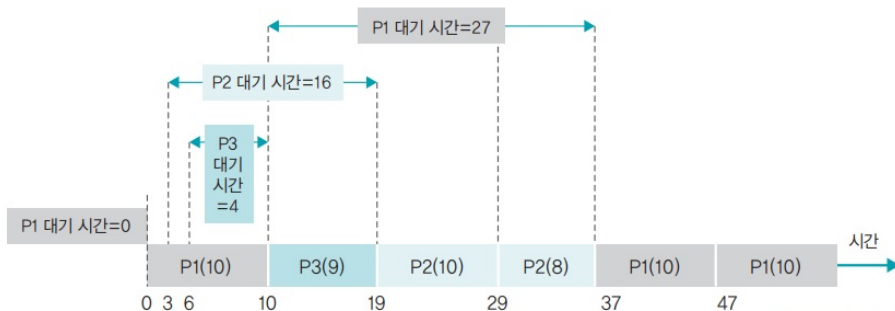 P1 대기 시간=27
P2 대기 시간=16
P3
대기
시간
=4
P1 대기 시간=0
시간
P1(10) P3(9) P2(10) P2(8) P1(10) P1(10)
0 3 6 10 19 29 37 47